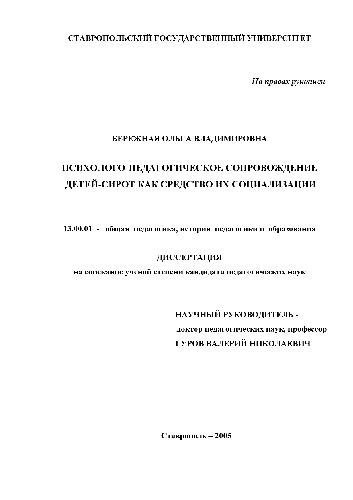 СТАВРОПОЛЬСКИЙ ГОСУДАРСТВЕННЫЙ УНИВЕРСИТЕТ
На правах рукописи
БЕРЕЖНАЯ ОЛЬГА ВЛАДИМИРОВНА
ПСИХОЛОГО-ПЕДАГОГИЧЕСКОЕ СОПРОВОЖДЕНИЕ
ДЕТЕЙ-СИРОТ КАК СРЕДСТВО ИХ СОЦИАЛИЗАЦИИ
13.00.01 - общая педагогика, история педагогики и образования
ДИССЕРТАЦИЯ
на соискание ученой степени кандидата педагогических наук
НАУЧНЫЙ РУКОВОДИТЕЛЬ -
доктор педагогических наук, профессор
ГУРОВ ВАЛЕРИЙ НИКОЛАЕВИЧ
Ставрополь – 2005